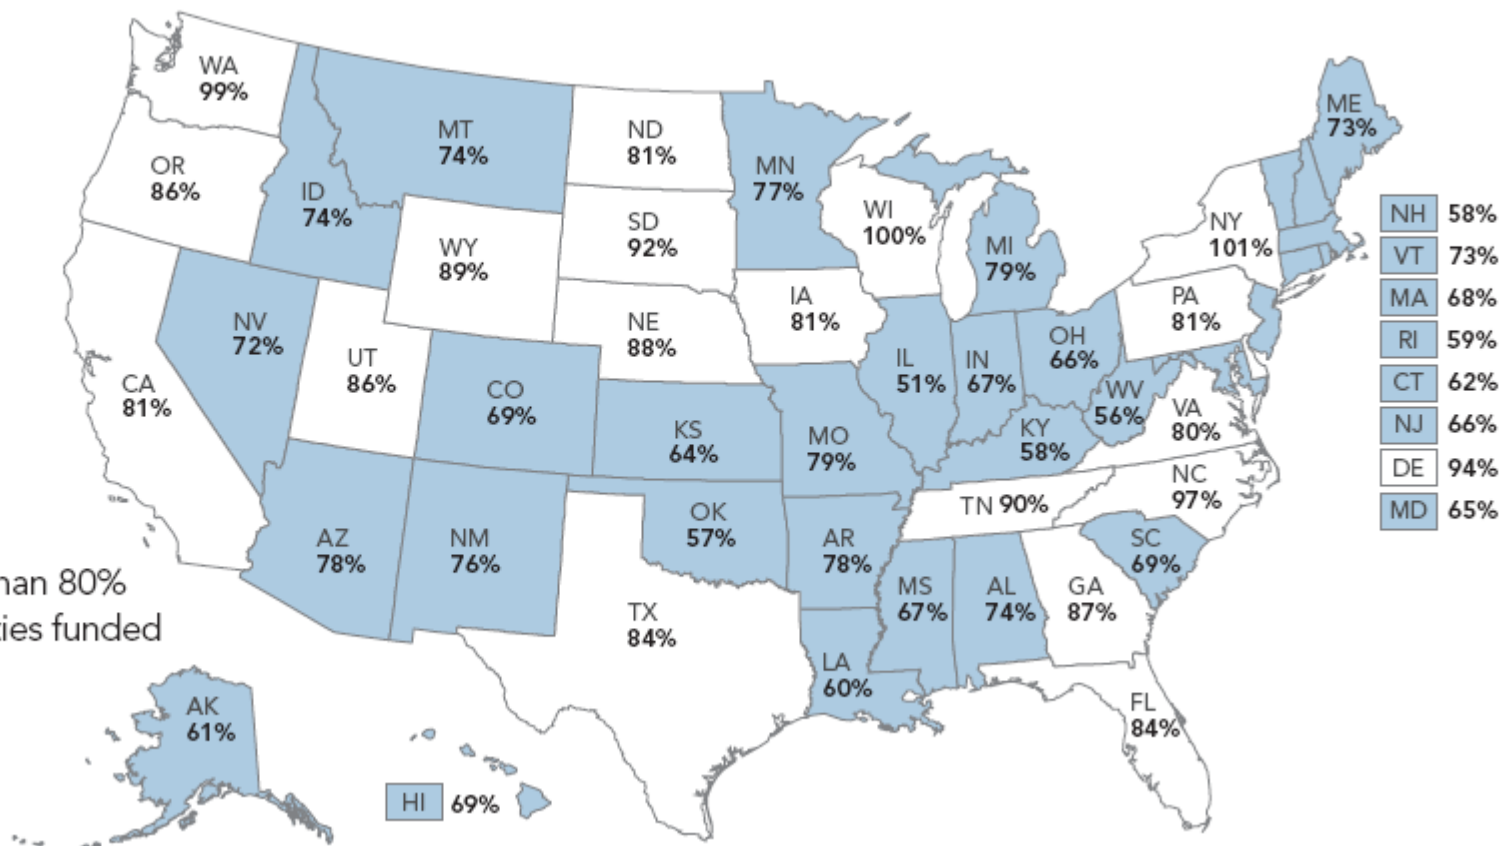 WA
99%
MT
74%
ND
81%
MN
77%
ME
73%
OR
86%
ID
74%
SD
92%
WI
100%
NY
101%
WY
89%
MI
79%
NH 58%
VT 73%
MA 68%
RI 59%
CT 62%
NJ 66%
DE 94%
MD 65%
NV
72%
UT
86%
NE
88%
IA
81%
PA
81%
CA
81%
CO
69%
IL
51%
IN
67%
OH
66%
WV
56%
VA
80%
KS
64%
MO
79%
KY
58%
NC
97%
TN 90%
AZ
78%
NM
76%
OK
57%
AR
78%
SC
69%
MS
67%
AL
74%
GA
87%
TX
84%
LA
60%
FL
84%
80%
funded
AK
61%
HI 69%